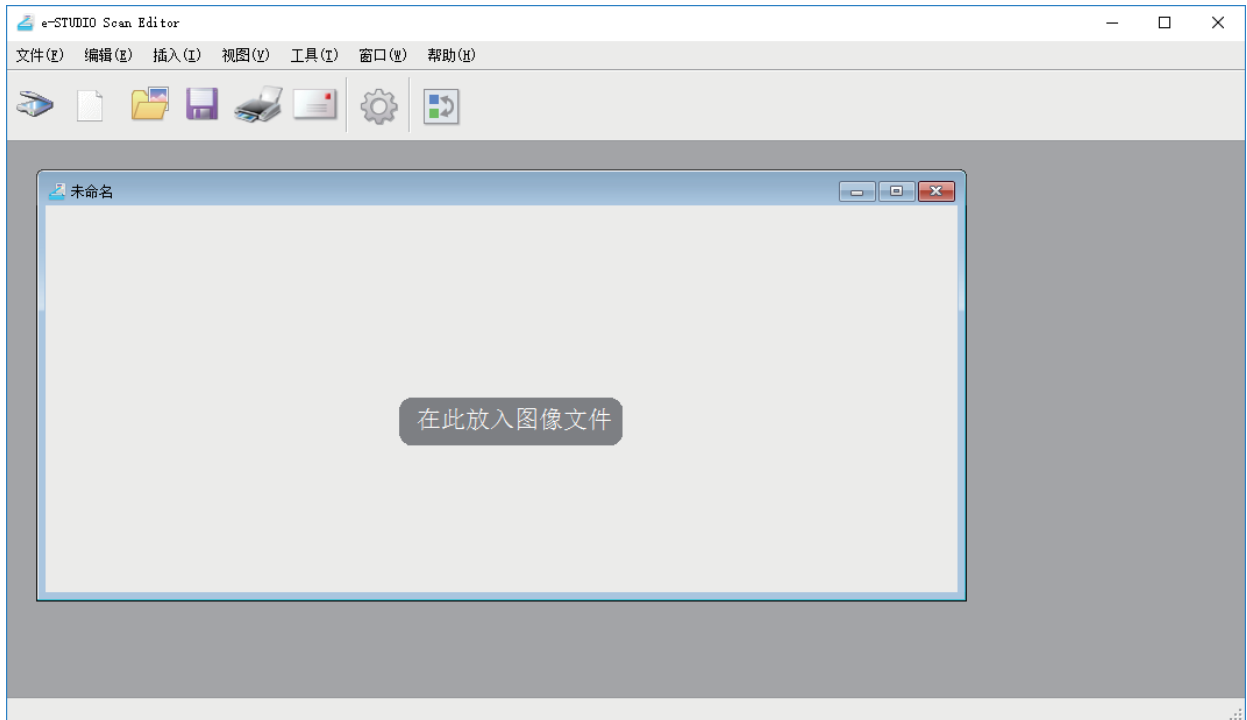 e-STUDIO Scan Editor
文件(F) 编辑(E) 插入(I) 视图(V) 工具(T) 窗口(W) 帮助(H)
未命名
在此放入图像文件